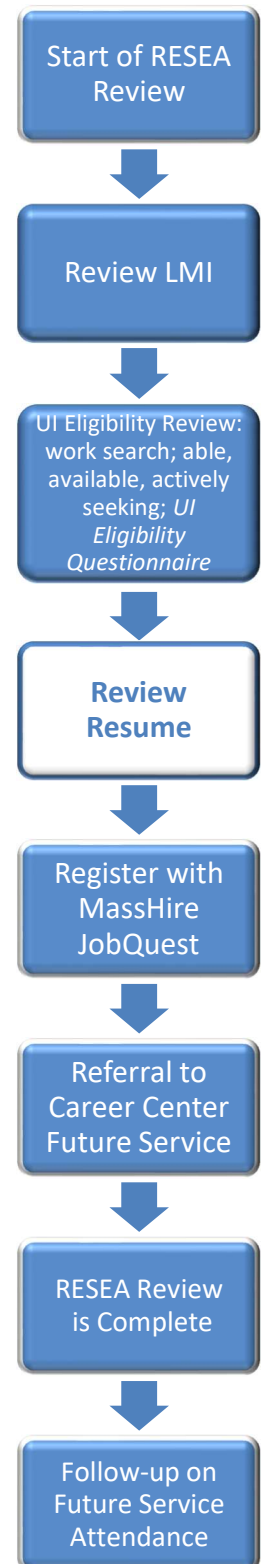 Start of RESEA
Review
Review LMI
UI Eligibility Review:
work search; able,
available, actively
seeking; UI
Eligibility
Questionnaire
Review
Resume
Register with
MassHire
JobQuest
Referral to
Career Center
Future Service
RESEA Review
is Complete
Follow-up on
Future Service
Attendance